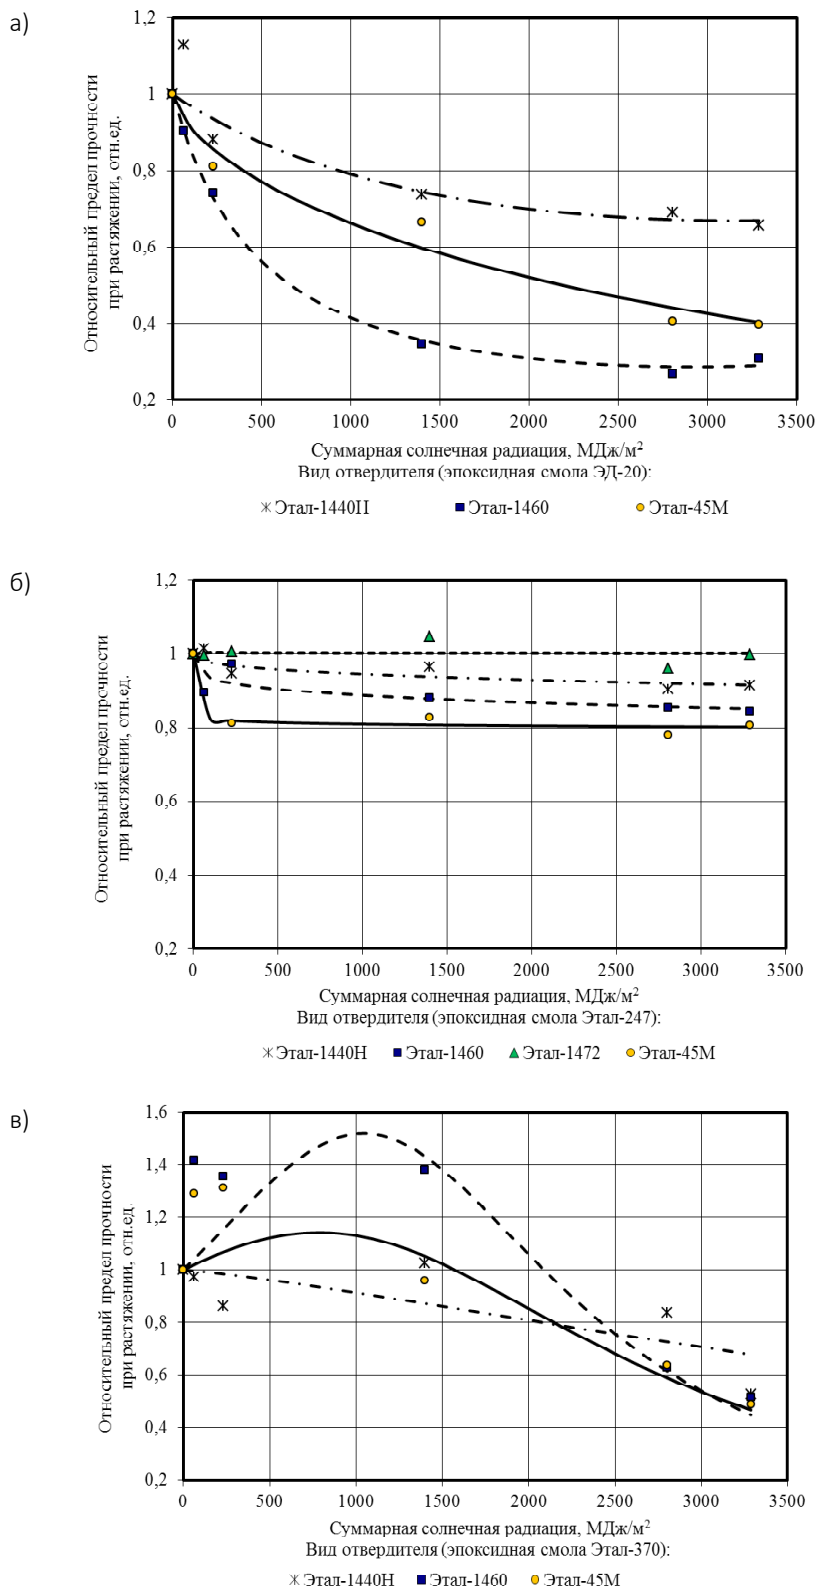 а)
Относительный предел прочности
при растяжении, отн.ед.
1,2
1
0,8
0,6
0,4
0,2
0 500 1000 1500 2000 2500 3000 3500
Суммарная солнечная радиация, МДж/м²
Вид отвердителя (эпоксидная смола ЭД-20):
Этал-1440Н Этал-1460 Этал-45М
б)
Относительный предел прочности
при растяжении, отн.ед.
1,2
1
0,8
0,6
0,4
0,2
0 500 1000 1500 2000 2500 3000 3500
Суммарная солнечная радиация, МДж/м²
Вид отвердителя (эпоксидная смола Этал-247):
Этал-1440Н Этал-1460 Этал-1472 Этал-45М
в)
Относительный предел прочности
при растяжении, отн.ед.
1,6
1,4
1,2
1
0,8
0,6
0,4
0,2
0 500 1000 1500 2000 2500 3000 3500
Суммарная солнечная радиация, МДж/м²
Вид отвердителя (эпоксидная смола Этал-370):
Этал-1440Н Этал-1460 Этал-45М